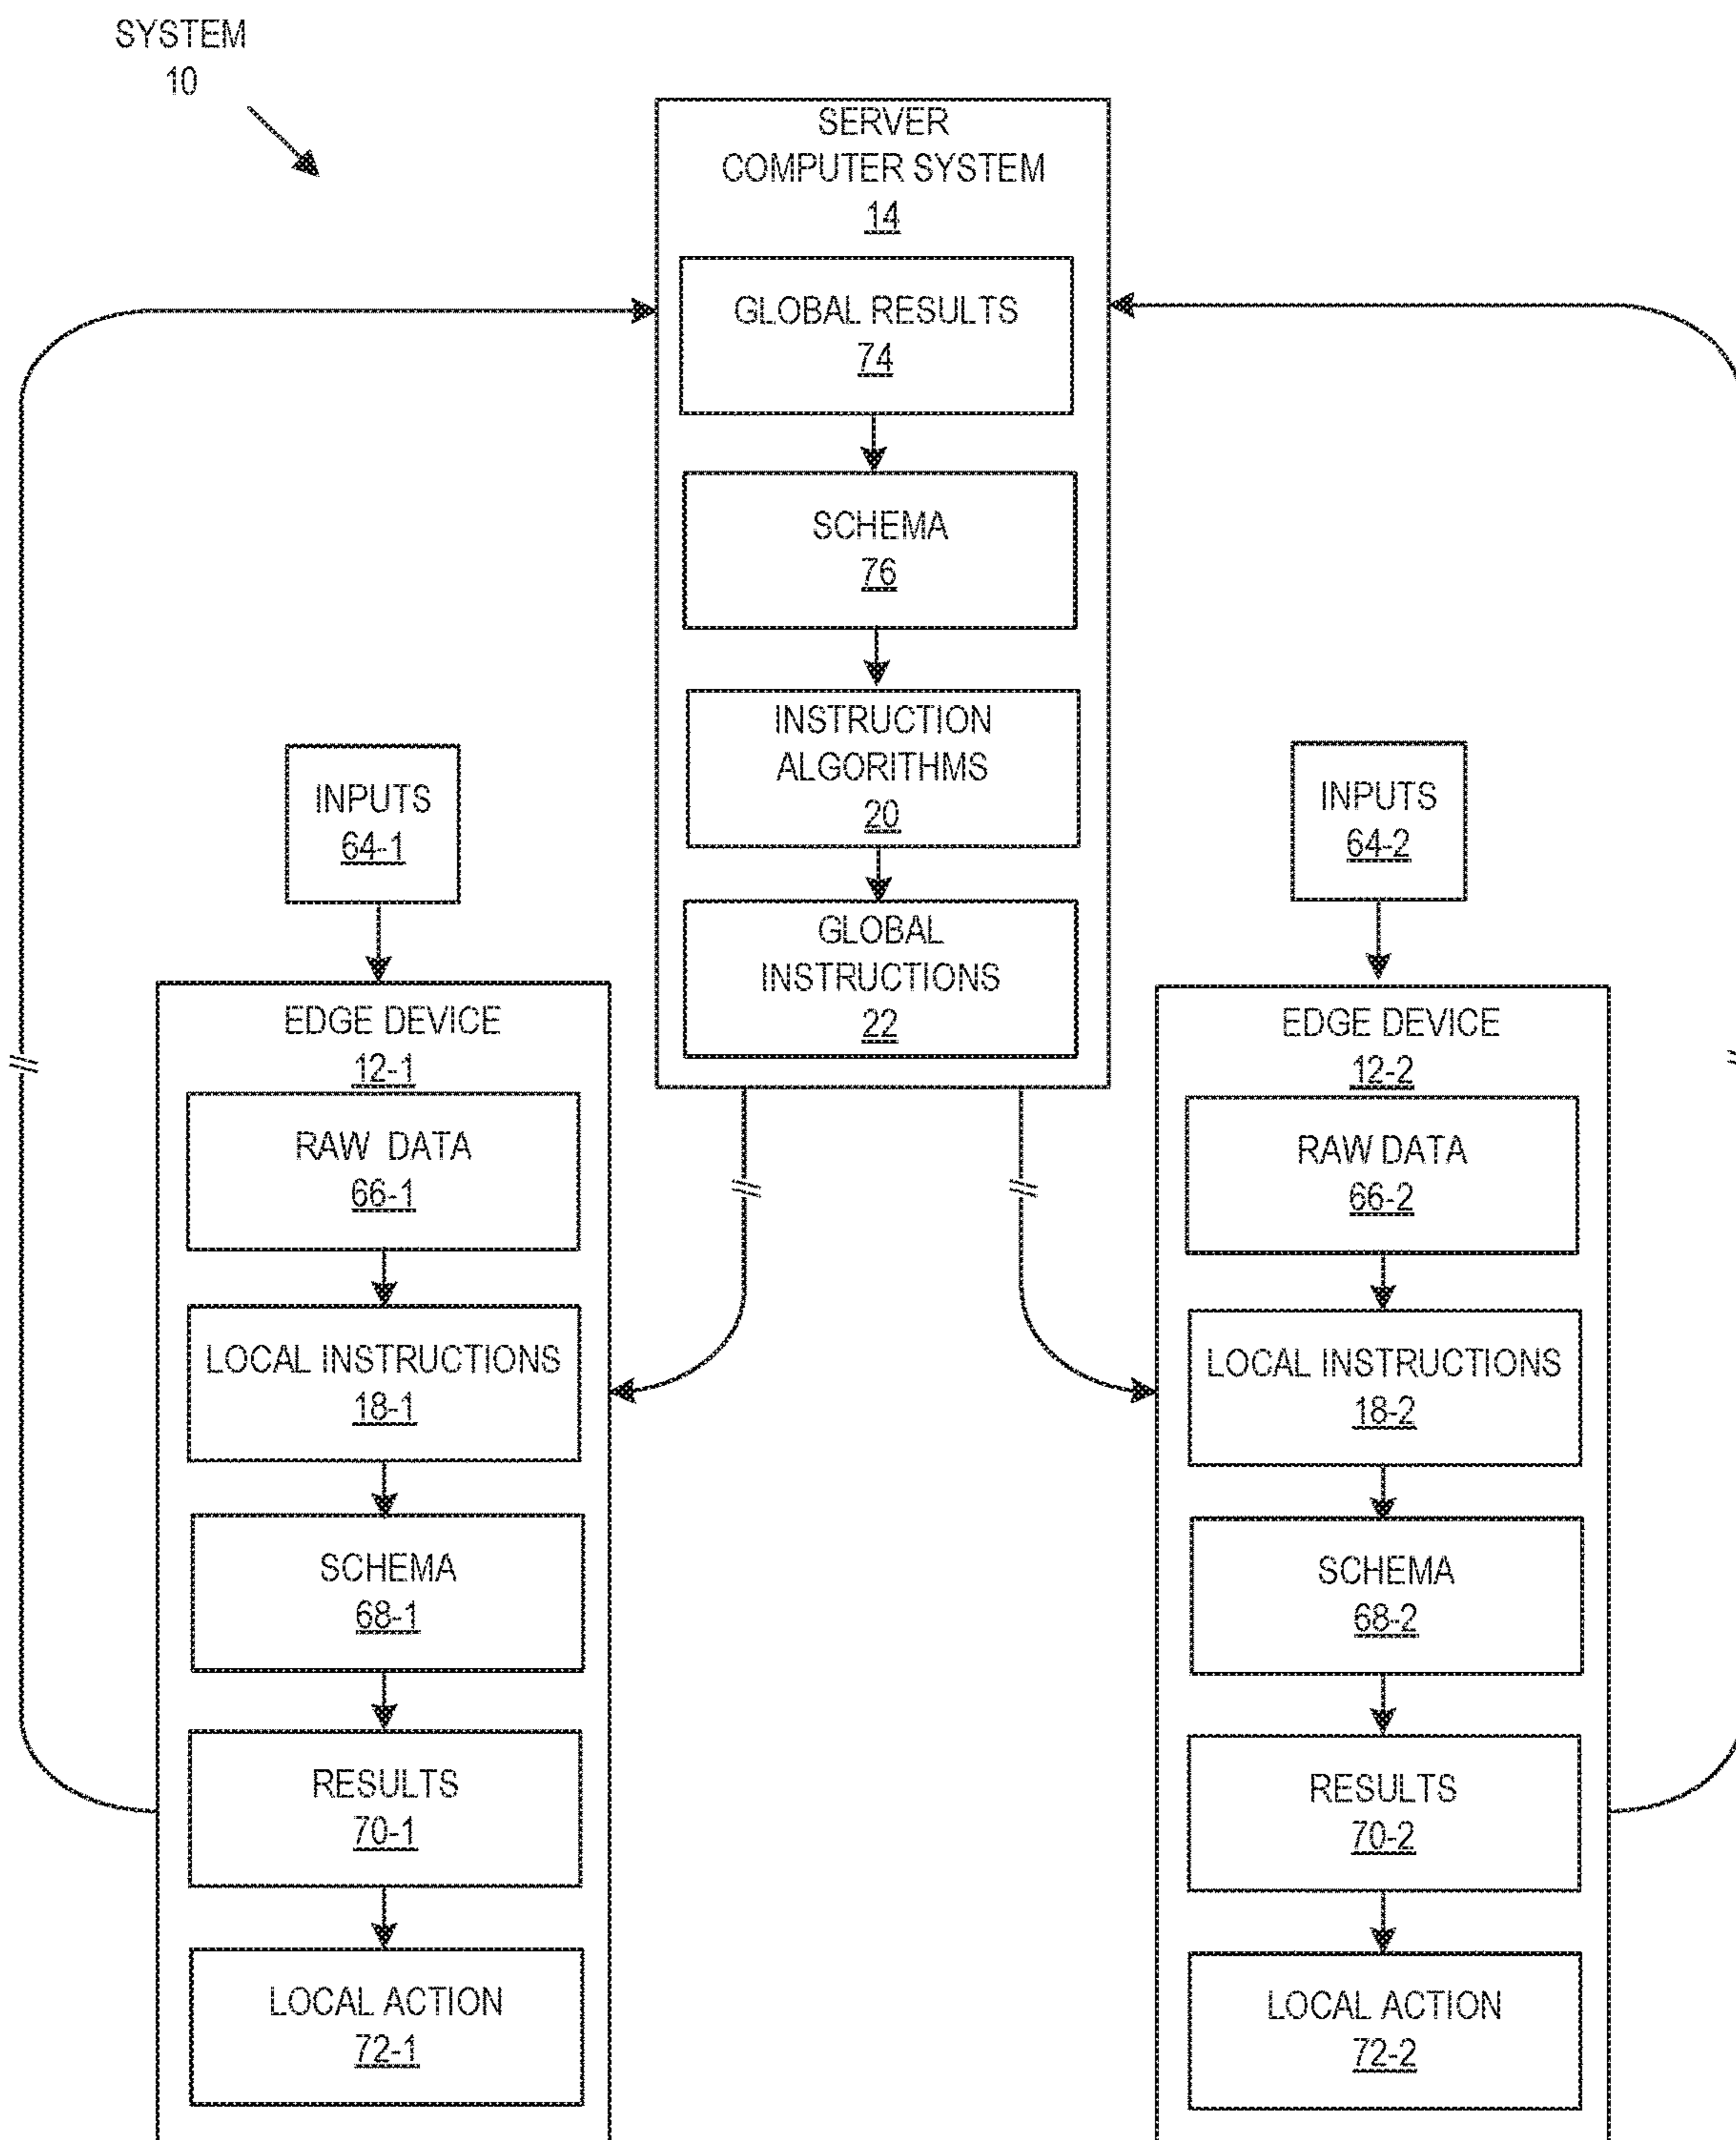 SYSTEM
10
SERVER
COMPUTER SYSTEM
14
GLOBAL RESULTS
74
SCHEMA
76
INSTRUCTION
ALGORITHMS
20
GLOBAL
INSTRUCTIONS
22
INPUTS
64-1
EDGE DEVICE
12-1
RAW DATA
66-1
LOCAL INSTRUCTIONS
18-1
SCHEMA
68-1
RESULTS
70-1
LOCAL ACTION
72-1
INPUTS
64-2
EDGE DEVICE
12-2
RAW DATA
66-2
LOCAL INSTRUCTIONS
18-2
SCHEMA
68-2
RESULTS
70-2
LOCAL ACTION
72-2